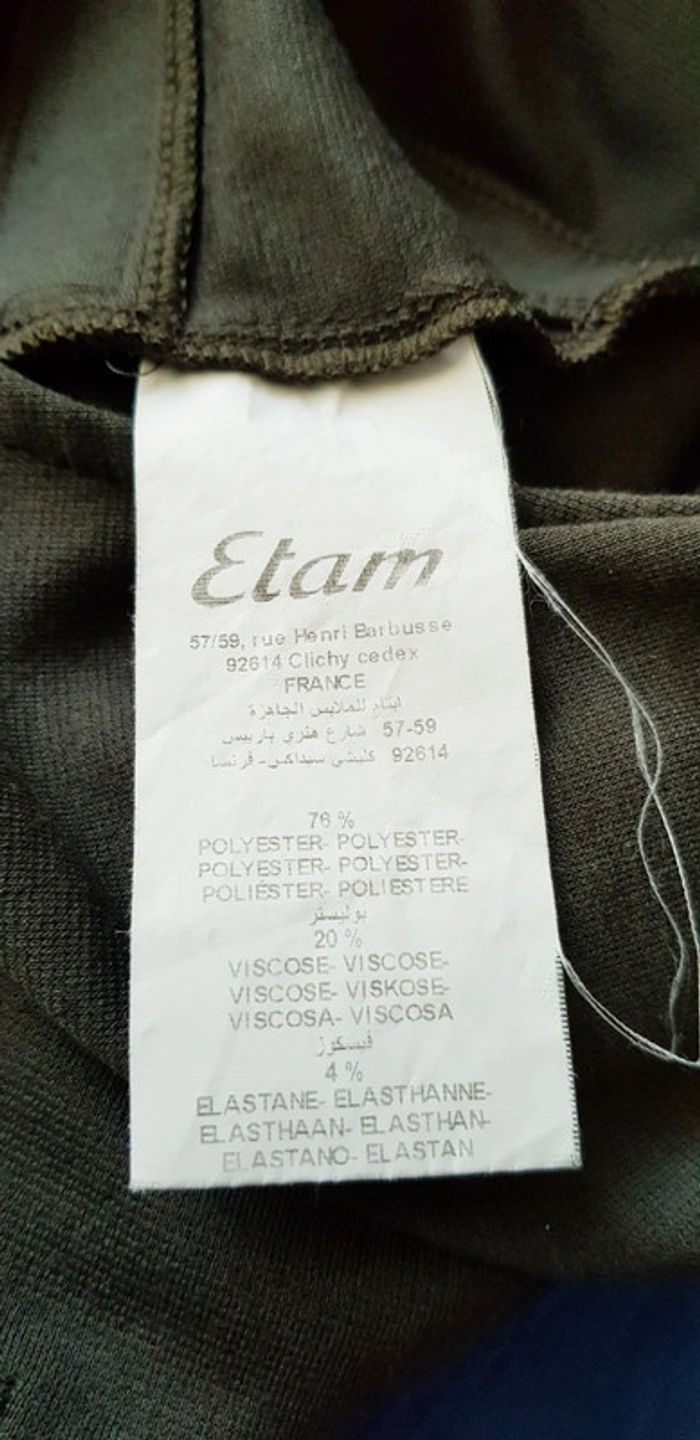 Etam
57/59, rue Henri Barbusse
92614 Clichy cedex
FRANCE
ايتام للملابس الجاهزة
57-59 شارع هنري باربيس
92614 كليشي سيداكس - فرنسا
76 %
POLYESTER- POLYESTER-
POLYESTER- POLYESTER-
POLIÉSTER- POLIESTERE
بوليستر
20 %
VISCOSE- VISCOSE-
VISCOSE- VISKOSE-
VISCOSA- VISCOSA
فيسكوز
4 %
ELASTANE- ELASTHANNE-
ELASTHAAN- ELASTHAN-
ELASTANO- ELASTAN